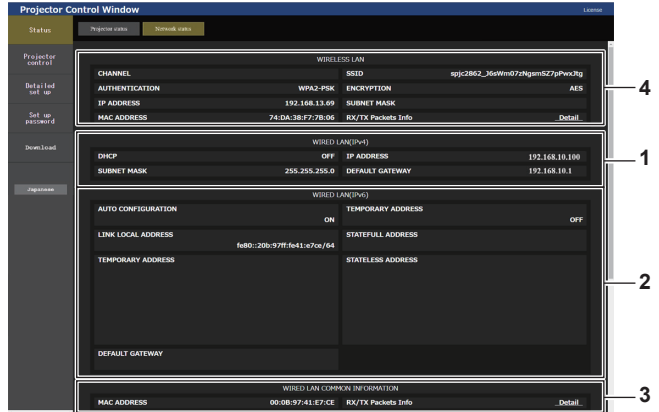 Projector Control Window
License
Status
Projector status
Network status
Projector control
Detailed set up
Set up password
Download
Japanese
WIRELESS LAN
CHANNEL
SSID spjc2862_J6sWm07zNgsmSZ7pPwxJtg
AUTHENTICATION WPA2-PSK
ENCRYPTION AES
IP ADDRESS 192.168.13.69
SUBNET MASK
MAC ADDRESS 74:DA:38:F7:7B:06
RX/TX Packets Info Detail
4
WIRED LAN(IPv4)
DHCP OFF
IP ADDRESS 192.168.10.100
SUBNET MASK 255.255.255.0
DEFAULT GATEWAY 192.168.10.1
1
WIRED LAN(IPv6)
AUTO CONFIGURATION
ON
TEMPORARY ADDRESS
OFF
LINK LOCAL ADDRESS
fe80::20b:97ff:fe41:e7ce/64
STATEFULL ADDRESS
TEMPORARY ADDRESS
STATELESS ADDRESS
DEFAULT GATEWAY
2
WIRED LAN COMMON INFORMATION
MAC ADDRESS 00:0B:97:41:E7:CE
RX/TX Packets Info Detail
3